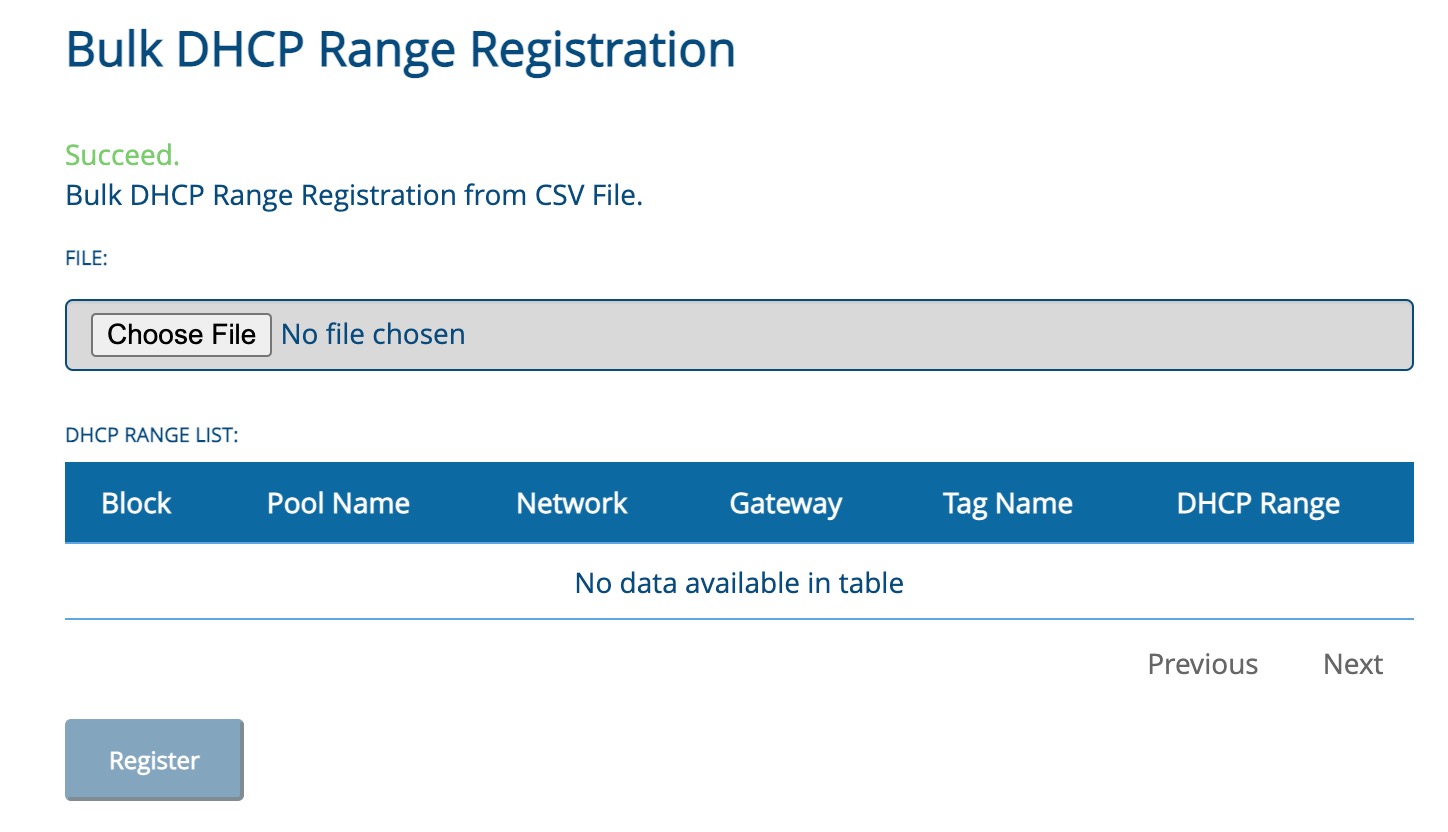 Bulk DHCP Range Registration
Succeed.
Bulk DHCP Range Registration from CSV File.
FILE:
Choose File No file chosen
DHCP RANGE LIST:
Block Pool Name Network Gateway Tag Name DHCP Range
No data available in table
Previous Next
Register